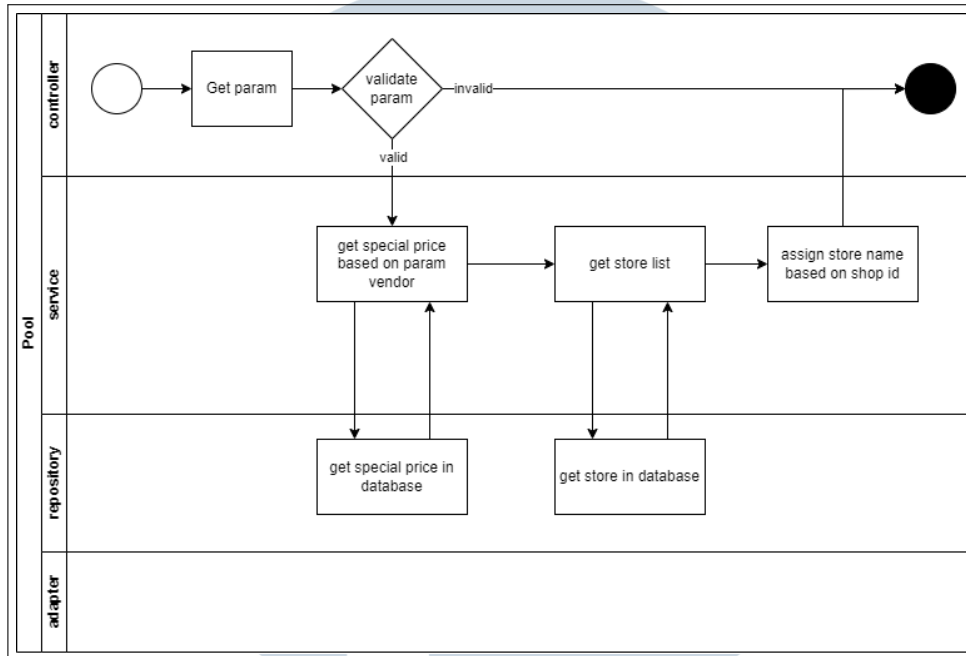 Pool
controller
Get param
validate
param
invalid
valid
service
get special price
based on param
vendor
get store list
assign store name
based on shop id
repository
get special price in
database
get store in database
adapter